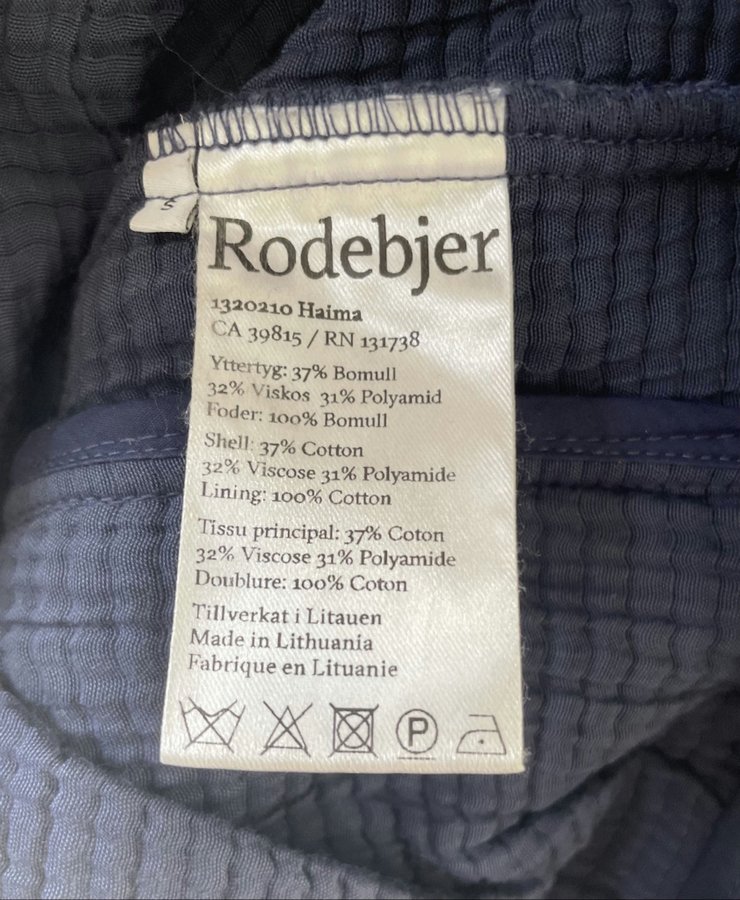 S
Rodebjer
1320210 Haima
CA 39815 / RN 131738
Yttertyg: 37% Bomull
32% Viskos 31% Polyamid
Foder: 100% Bomull
Shell: 37% Cotton
32% Viscose 31% Polyamide
Lining: 100% Cotton
Tissu principal: 37% Coton
32% Viscose 31% Polyamide
Doublure: 100% Coton
Tillverkat i Litauen
Made in Lithuania
Fabrique en Lituanie
P